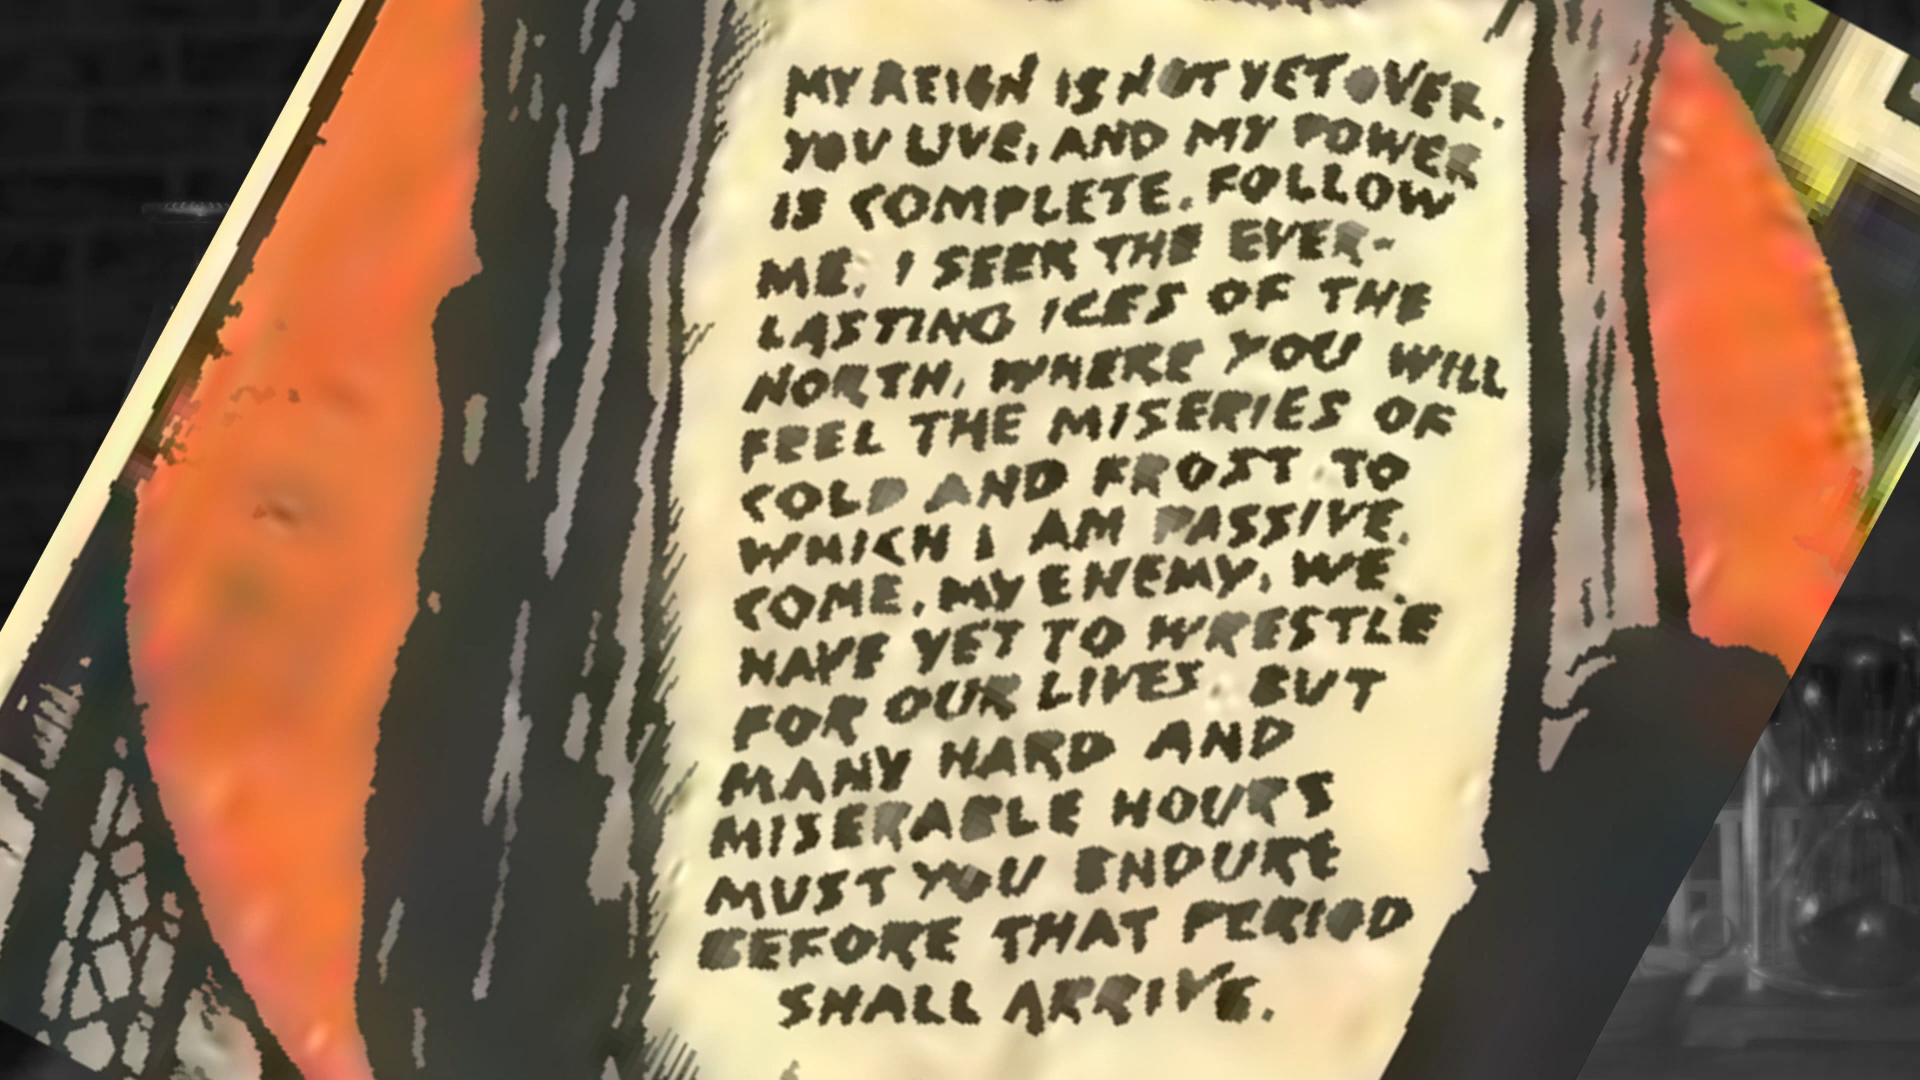 MY REIGN IS NOT YET OVER.
YOU LIVE, AND MY POWER
IS COMPLETE. FOLLOW
ME, I SEEK THE EVER-
LASTING ICES OF THE
NORTH, WHERE YOU WILL
FEEL THE MISERIES OF
COLD AND FROST TO
WHICH I AM PASSIVE.
COME, MY ENEMY, WE
HAVE YET TO WRESTLE
FOR OUR LIVES BUT
MANY HARD AND
MISERABLE HOURS
MUST YOU ENDURE
BEFORE THAT PERIOD
SHALL ARRIVE.